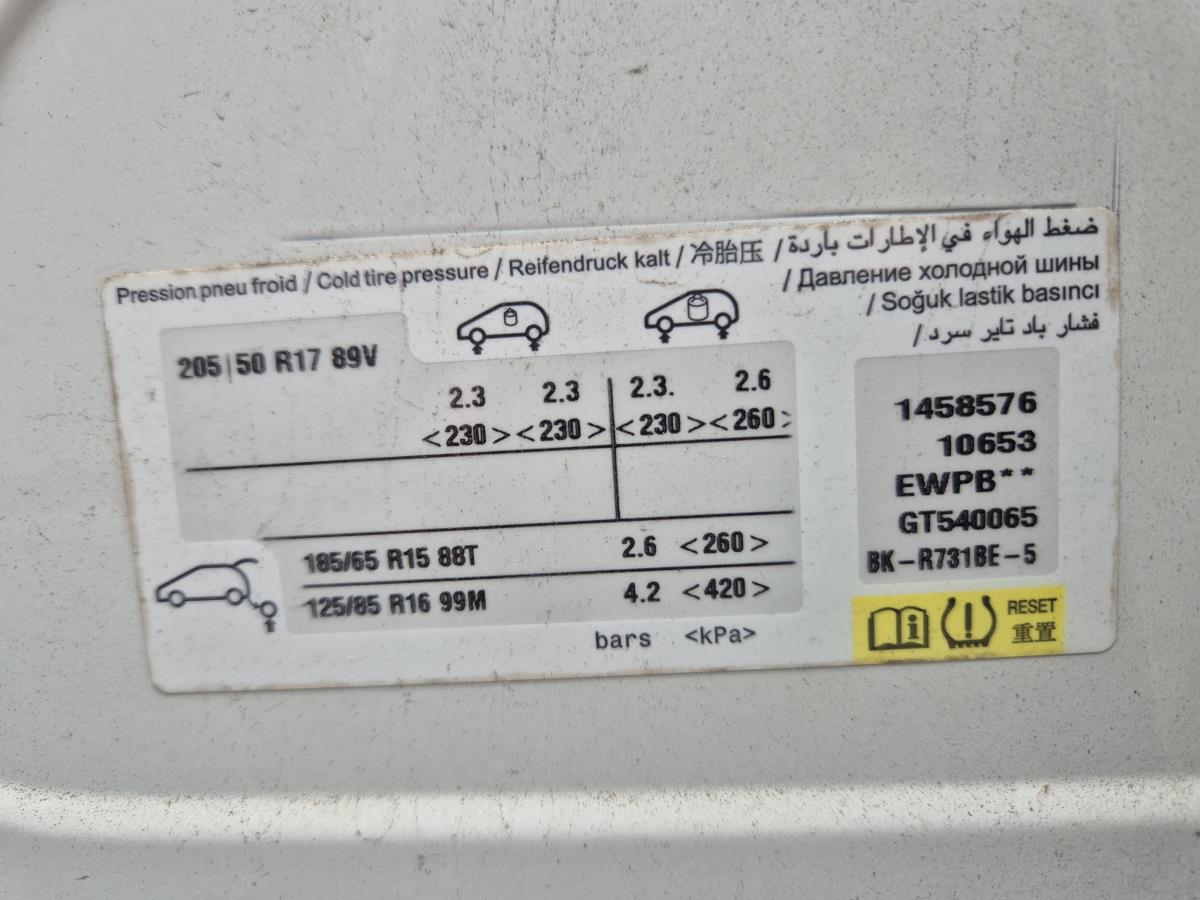 Pression pneu froid / Cold tire pressure / Reifendruck kalt / 冷胎压 / ضغط الهواء في الإطارات باردة
/ Давление холодной шины
/ Soğuk lastik basıncı
/ فشار باد تایر سرد
205|50 R17 89V
2.3 2.3 2.3. 2.6
<230> <230> <230> <260>
185/65 R15 88T 2.6 <260>
125/85 R16 99M 4.2 <420>
bars <kPa>
1458576
10653
EWPB**
GT540065
BK-R731BE-5
RESET
重置